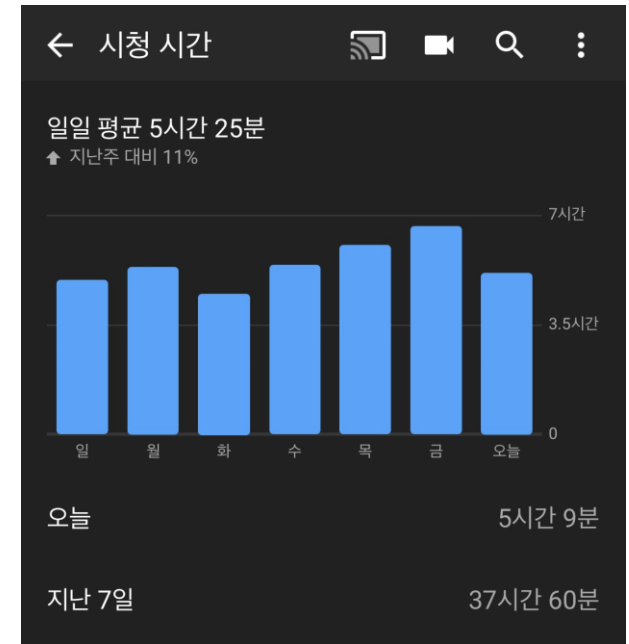 시청 시간
일일 평균 5시간 25분
지난주 대비 11%
7시간
3.5시간
0
일 월 화 수 목 금 오늘
오늘 5시간 9분
지난 7일 37시간 60분